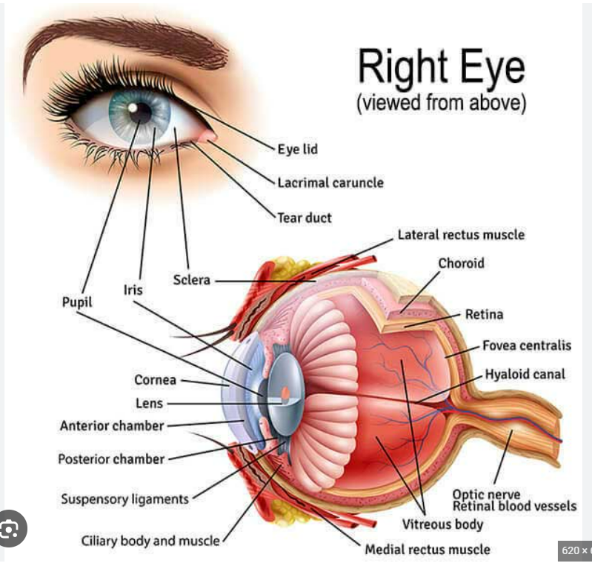 Right Eye
(viewed from above)
Eye lid
Lacrimal caruncle
Tear duct
Lateral rectus muscle
Choroid
Sclera
Iris
Pupil
Retina
Fovea centralis
Hyaloid canal
Cornea
Lens
Anterior chamber
Posterior chamber
Suspensory ligaments
Optic nerve
Retinal blood vessels
Vitreous body
Ciliary body and muscle
Medial rectus muscle
620 ×